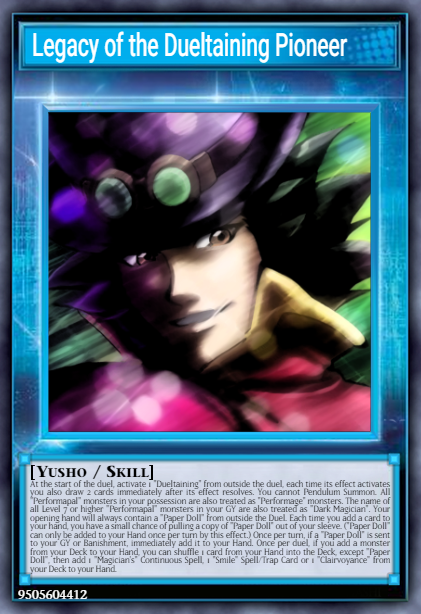 Legacy of the Dueltaining Pioneer
[Yusho / Skill]
At the start of the duel, activate 1 "Dueltaining" from outside the duel, each time its effect activates
you also draw 2 cards immediately after its effect resolves. You cannot Pendulum Summon. All
"Performapal" monsters in your possession are also treated as "Performage" monsters. The name of
all Level 7 or higher "Performapal" monsters in your GY are also treated as "Dark Magician". Your
opening hand will always contain a "Paper Doll" from outside the Duel. Each time you add a card to
your hand, you have a small chance of pulling a copy of "Paper Doll" out of your sleeve. ("Paper Doll"
can only be added to your Hand once per turn by this effect.) Once per turn, if a "Paper Doll" is sent
to your GY or Banishment, immediately add it to your Hand. Once per duel, if you add a monster
from your Deck to your Hand, you can shuffle 1 card from your Hand into the Deck, except "Paper
Doll", then add 1 "Magician's" Continuous Spell, 1 "Smile" Spell/Trap Card or 1 "Clairvoyance" from
your Deck to your Hand.
9505604412